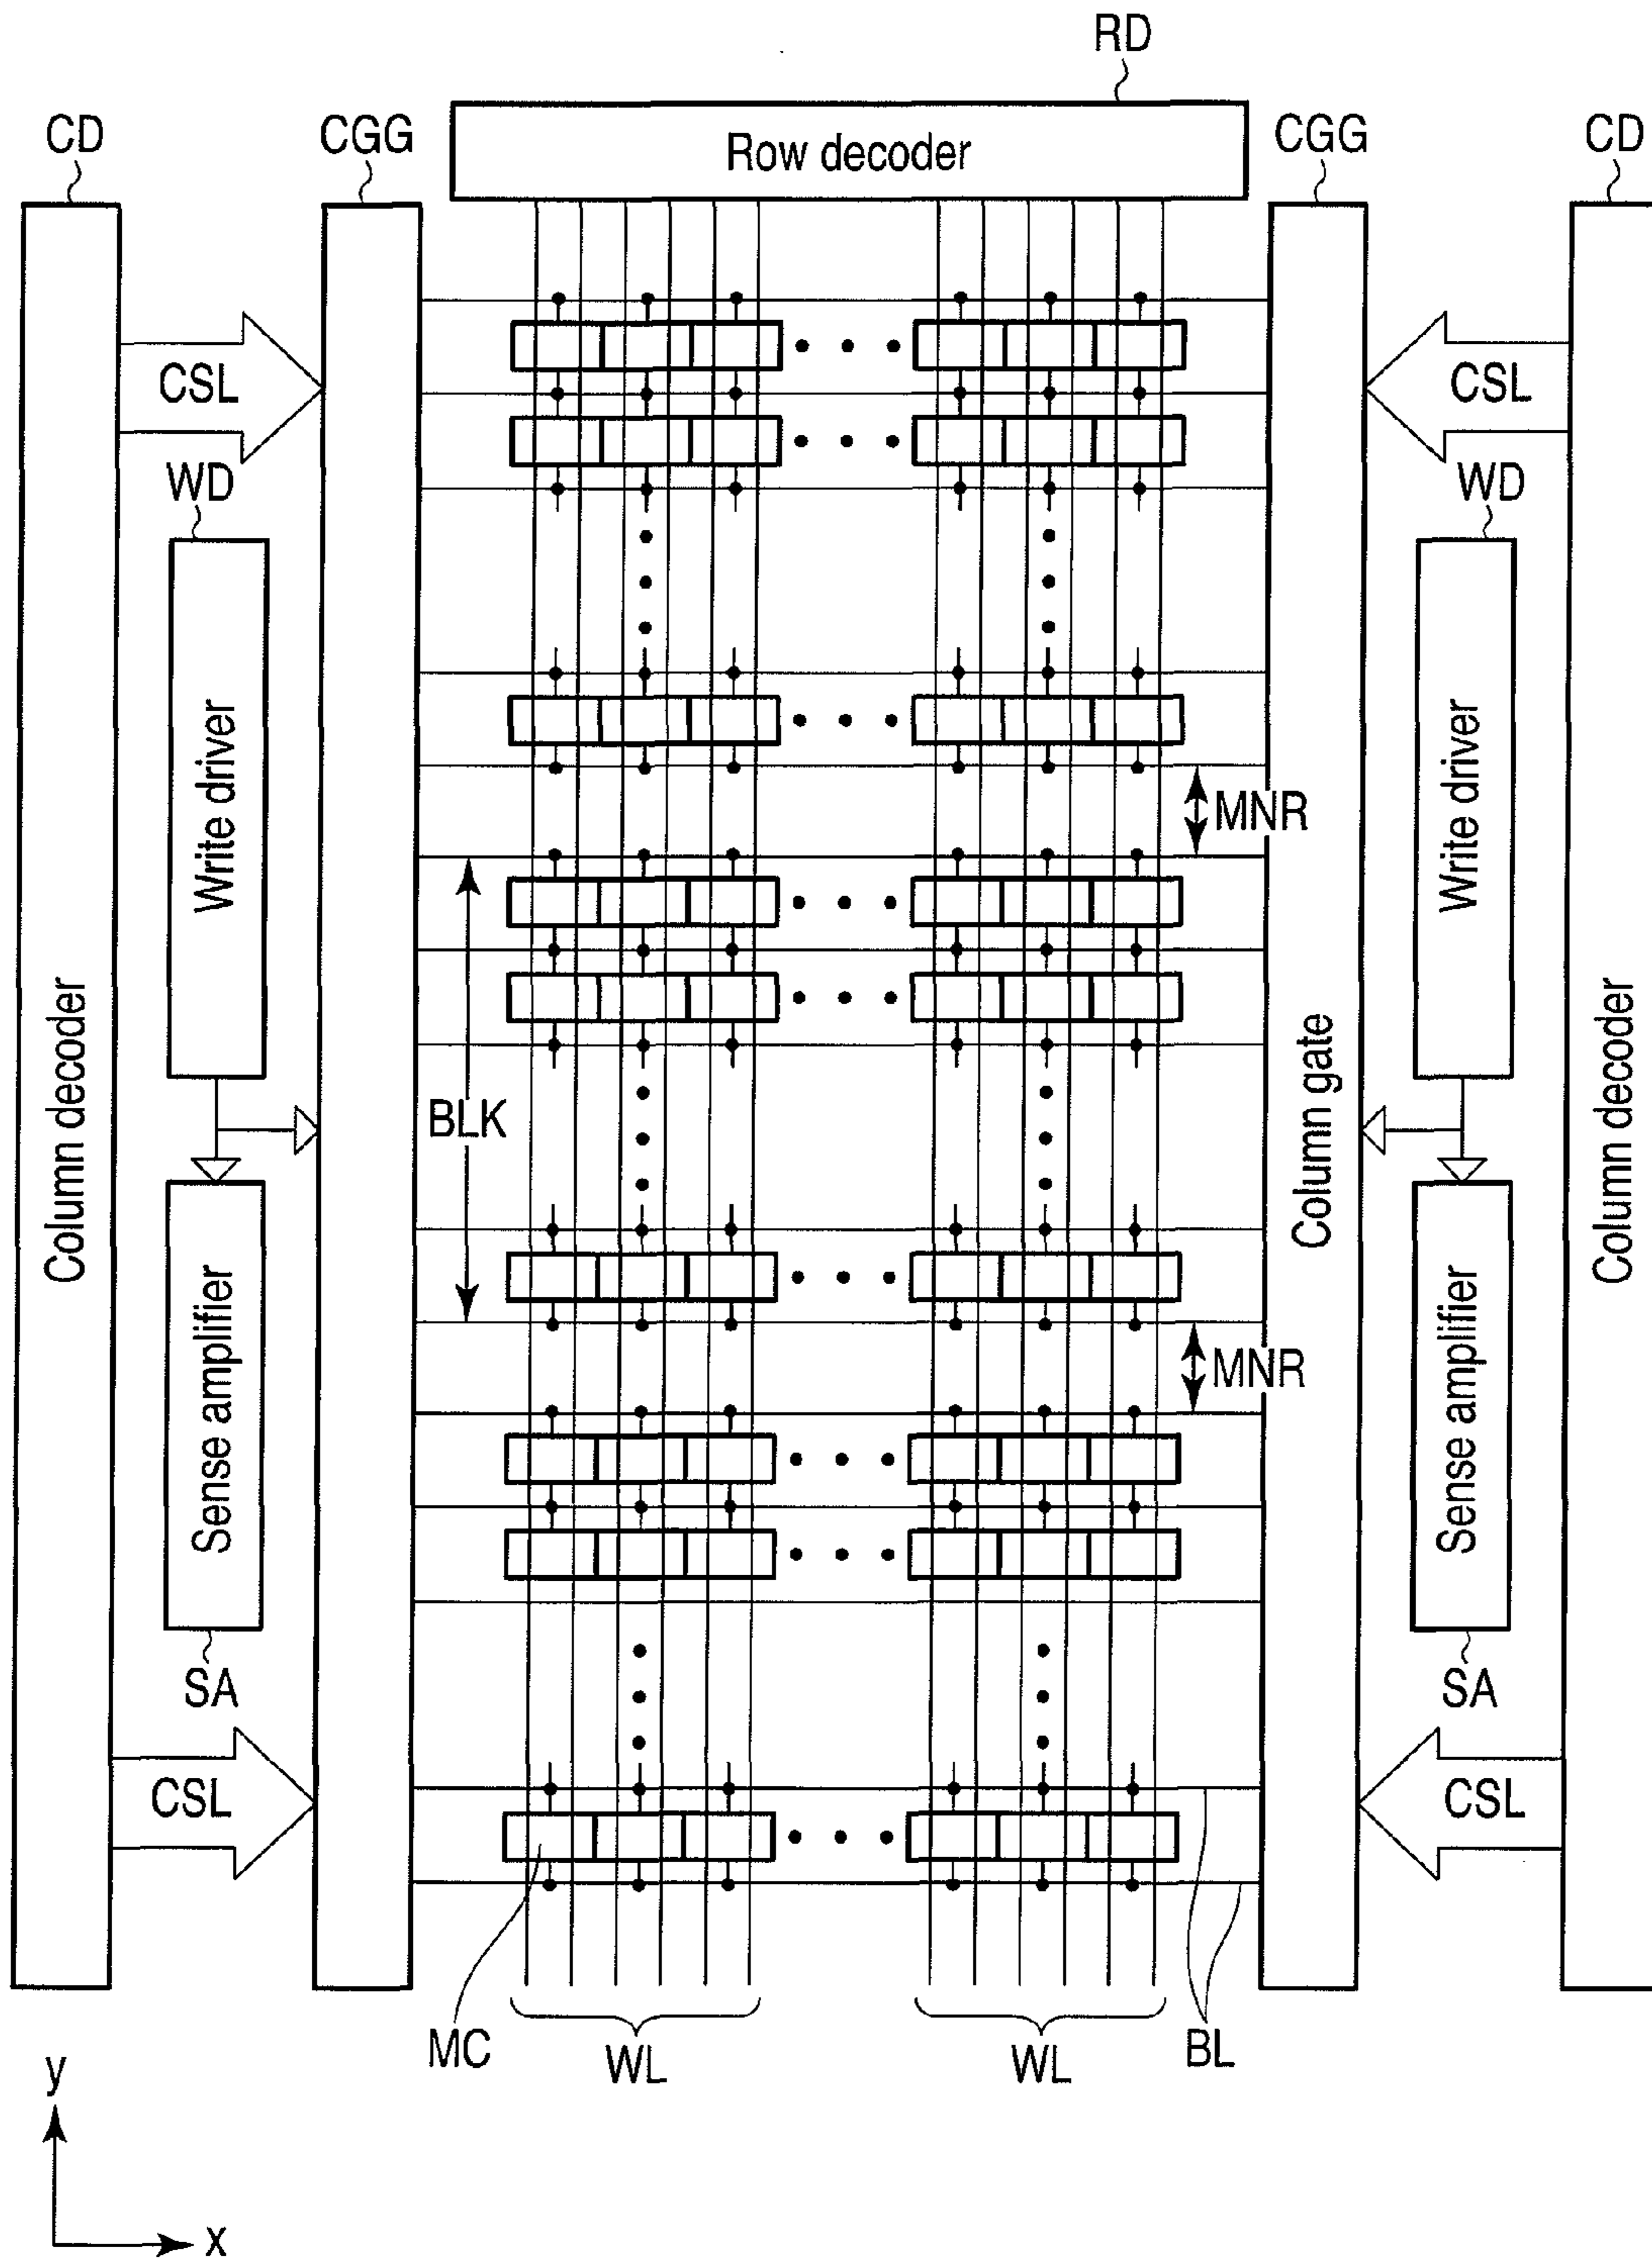 RD
CD
CGG
Row decoder
CGG
CD
CSL
CSL
WD
WD
Write driver
Write driver
MNR
Column decoder
BLK
Column gate
Column decoder
Sense amplifier
MNR
Sense amplifier
SA
SA
CSL
CSL
MC
WL
WL
BL
y
x